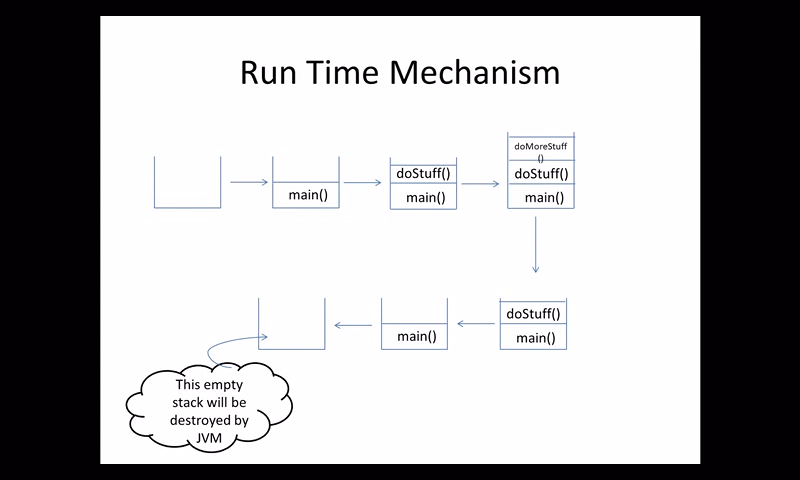 Run Time Mechanism
main()
doStuff()
main()
doMoreStuff
()
doStuff()
main()
main()
doStuff()
main()
This empty
stack will be
destroyed by
JVM